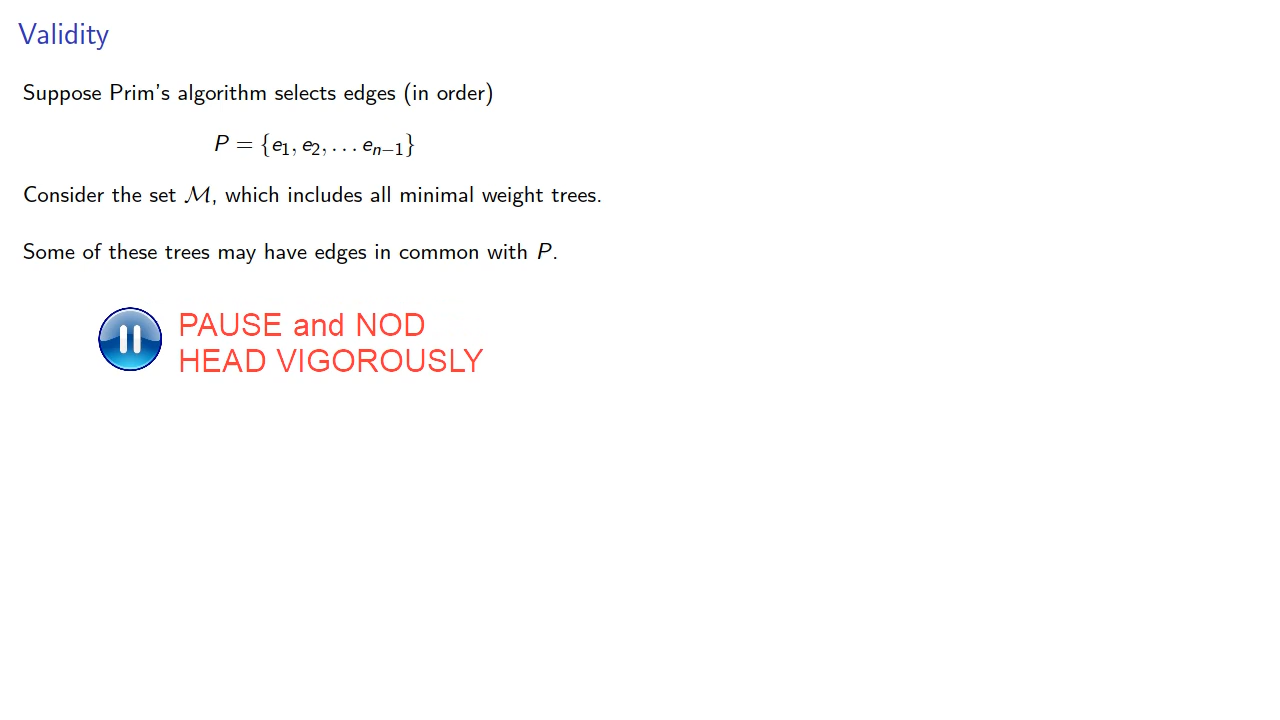 Validity
Suppose Prim's algorithm selects edges (in order)
P = {e₁, e₂, . . . eₙ₋₁}
Consider the set ℳ, which includes all minimal weight trees.
Some of these trees may have edges in common with P.
PAUSE and NOD
HEAD VIGOROUSLY